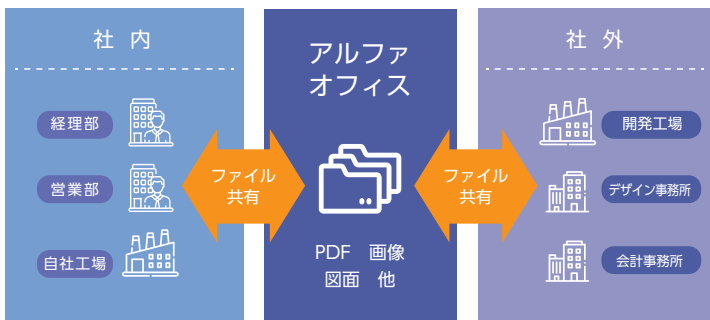 社 内
経理部
営業部
自社工場
ファイル
共有
アルファ
オフィス
PDF 画像
図面 他
ファイル
共有
社 外
開発工場
デザイン事務所
会計事務所